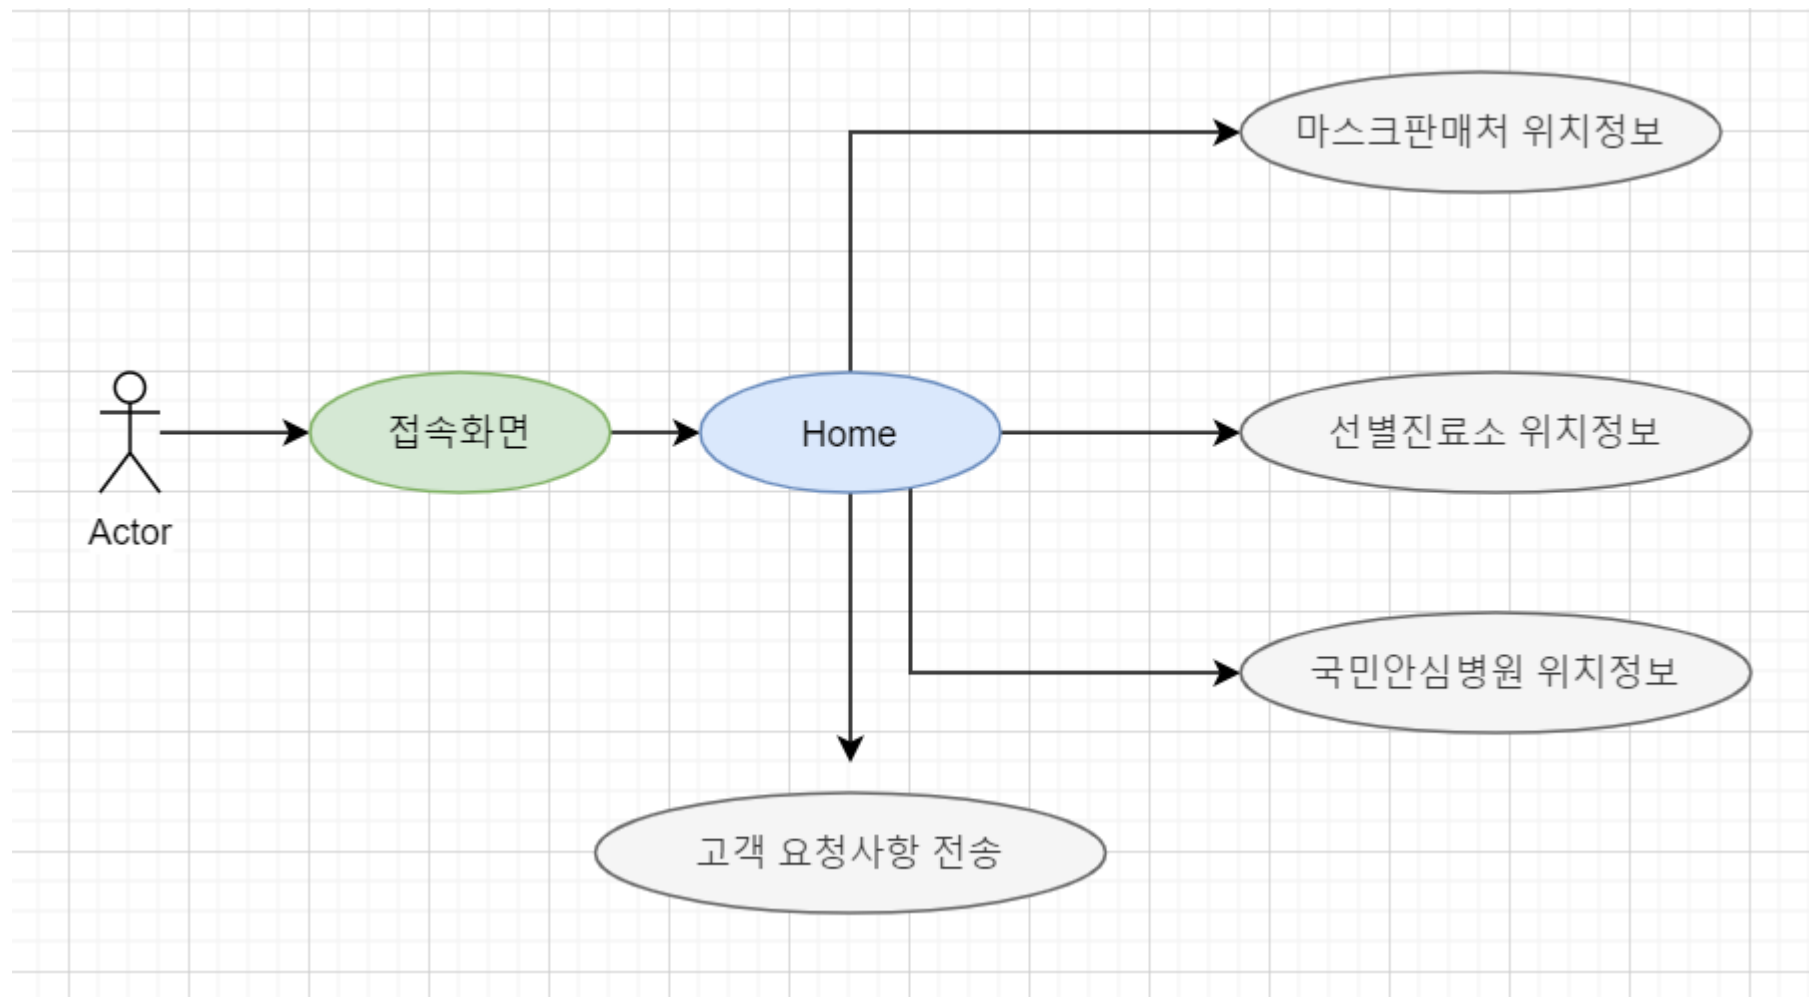 마스크판매처 위치정보
Actor
접속화면
Home
선별진료소 위치정보
국민안심병원 위치정보
고객 요청사항 전송